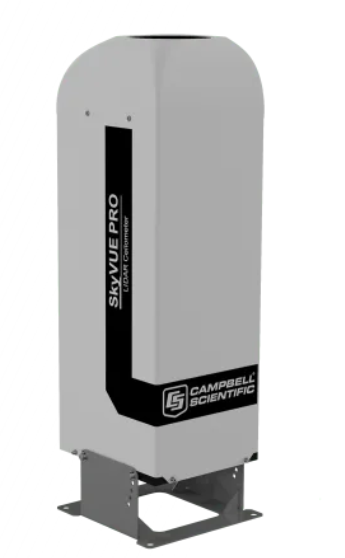 SkyVUE PRO
LIDAR Ceilometer
CAMPBELL
SCIENTIFIC